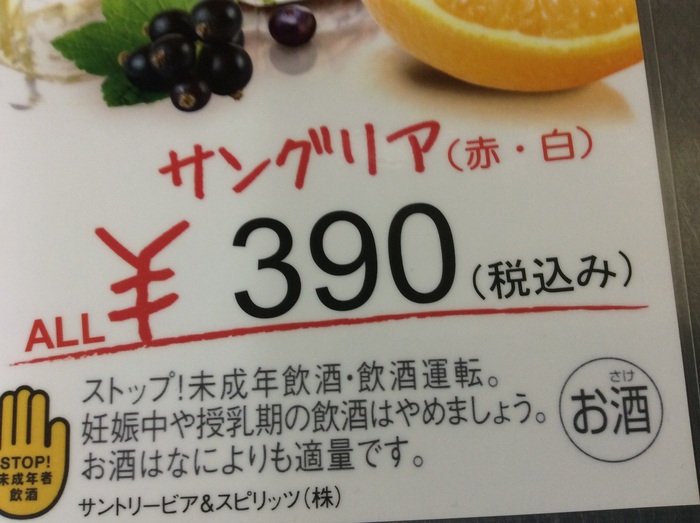 サングリア(赤・白)
ALL ¥390(税込み)
ストップ!未成年飲酒・飲酒運転。
妊娠中や授乳期の飲酒はやめましょう。
お酒はなによりも適量です。
サントリービア&スピリッツ(株)
STOP!
未成年者
飲酒
さけ
お酒